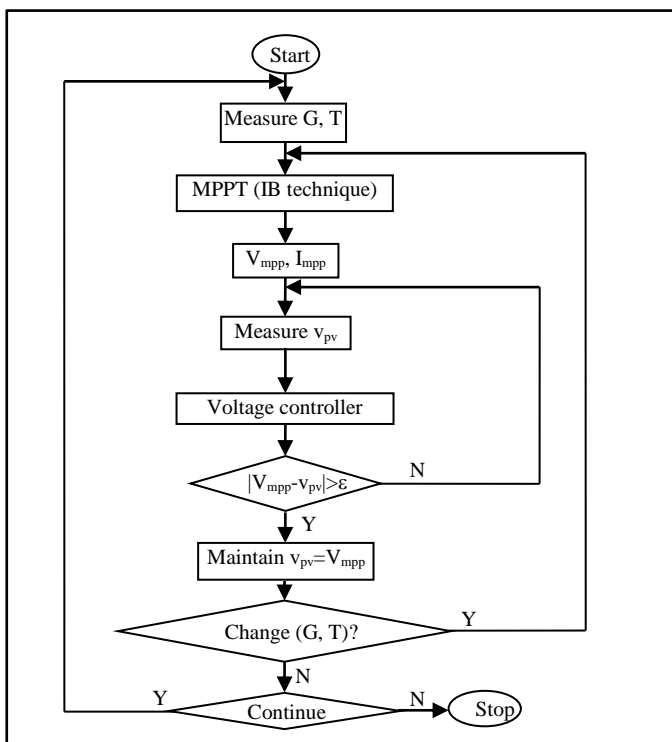 Start
Measure G, T
MPPT (IB technique)
Vmpp, Impp
Measure vpv
Voltage controller
|Vmpp-vpv|>ε
N
Y
Maintain vpv=Vmpp
Change (G, T)?
Y
N
Y
Continue
N
Stop